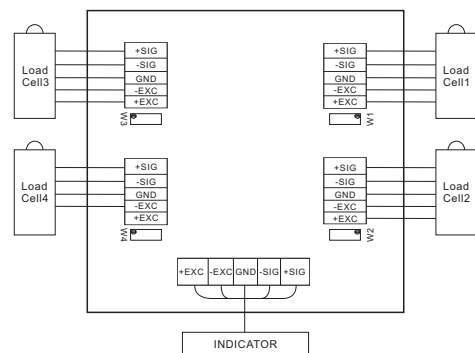 Load
Cell3
+SIG
-SIG
GND
-EXC
+EXC
W3
+SIG
-SIG
GND
-EXC
+EXC
W1
Load
Cell1
Load
Cell4
+SIG
-SIG
GND
-EXC
+EXC
W4
+SIG
-SIG
GND
-EXC
+EXC
W2
Load
Cell2
+EXC -EXC GND -SIG +SIG
INDICATOR